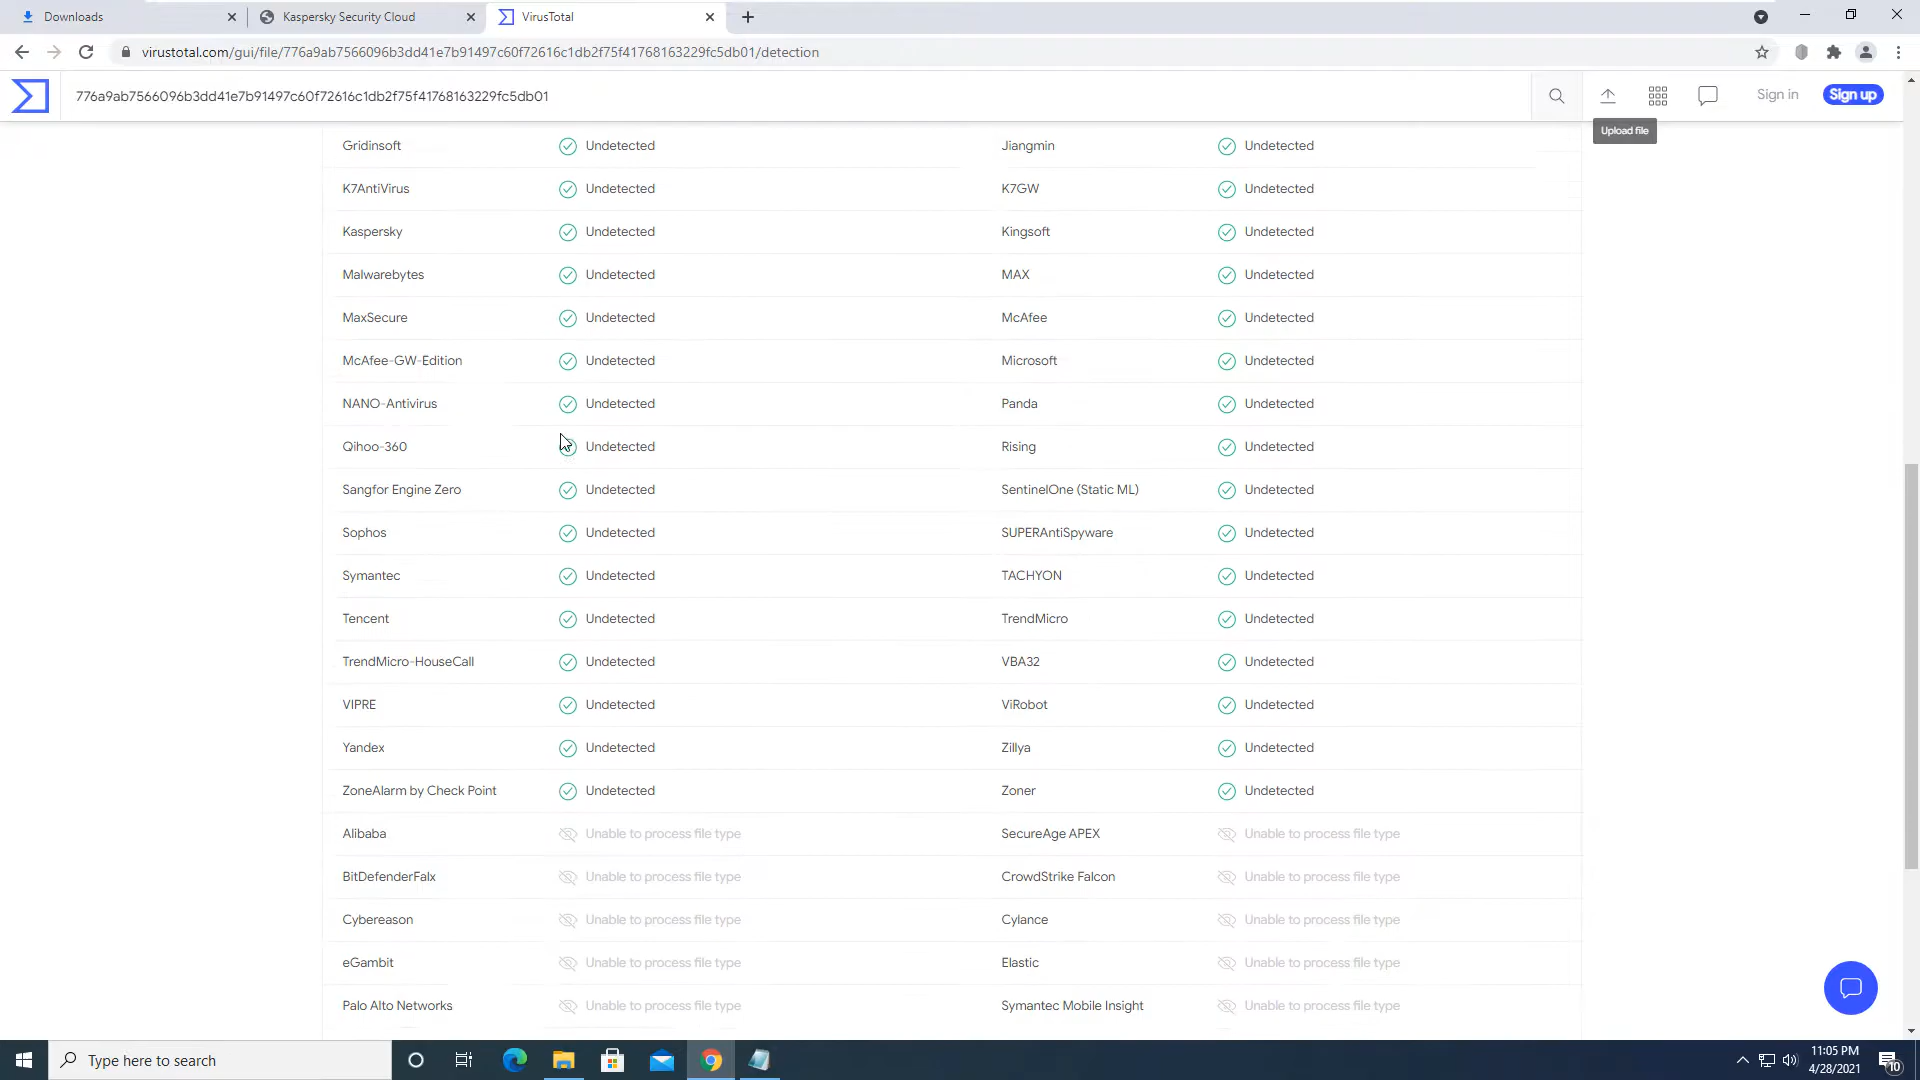 Downloads
Kaspersky Security Cloud
VirusTotal
virustotal.com/gui/file/776a9ab7566096b3dd41e7b91497c60f72616c1db2f75f41768163229fc5db01/detection
776a9ab7566096b3dd41e7b91497c60f72616c1db2f75f41768163229fc5db01
Sign in
Sign up
Upload file
Gridinsoft Undetected Jiangmin Undetected
K7AntiVirus Undetected K7GW Undetected
Kaspersky Undetected Kingsoft Undetected
Malwarebytes Undetected MAX Undetected
MaxSecure Undetected McAfee Undetected
McAfee-GW-Edition Undetected Microsoft Undetected
NANO-Antivirus Undetected Panda Undetected
Qihoo-360 Undetected Rising Undetected
Sangfor Engine Zero Undetected SentinelOne (Static ML) Undetected
Sophos Undetected SUPERAntiSpyware Undetected
Symantec Undetected TACHYON Undetected
Tencent Undetected TrendMicro Undetected
TrendMicro-HouseCall Undetected VBA32 Undetected
VIPRE Undetected ViRobot Undetected
Yandex Undetected Zillya Undetected
ZoneAlarm by Check Point Undetected Zoner Undetected
Alibaba Unable to process file type SecureAge APEX Unable to process file type
BitDefenderFalx Unable to process file type CrowdStrike Falcon Unable to process file type
Cybereason Unable to process file type Cylance Unable to process file type
eGambit Unable to process file type Elastic Unable to process file type
Palo Alto Networks Unable to process file type Symantec Mobile Insight Unable to process file type
Type here to search
11:05 PM
4/28/2021
10